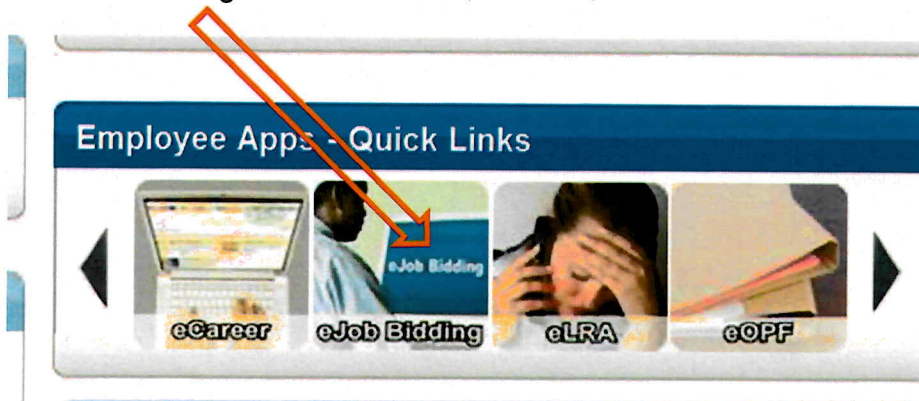 Employee Apps - Quick Links
eJob Bidding
eCareer
eJob Bidding
eLRA
eOPF